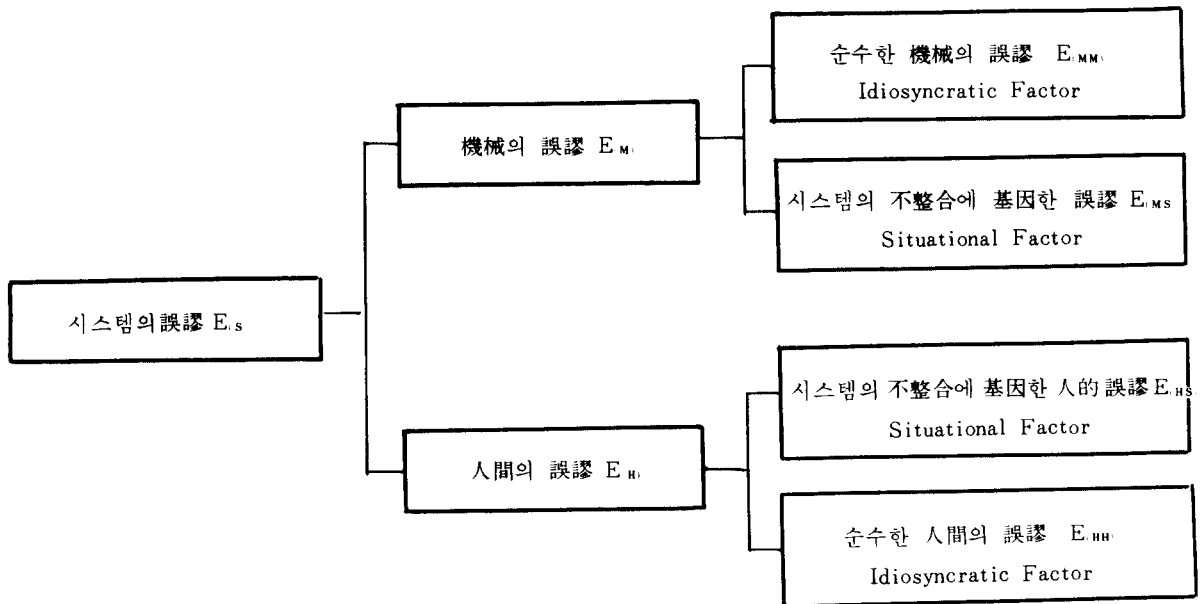 순수한 機械의 誤謬 E(MM)
Idiosyncratic Factor
機械의 誤謬 E(M)
시스템의 不整合에 基因한 誤謬 E(MS
Situational Factor
시스템의誤謬 E(S
시스템의 不整合에 基因한 人的 誤謬 E(HS
Situational Factor
人間의 誤謬 E(H)
순수한 人間의 誤謬 E(HH)
Idiosyncratic Factor